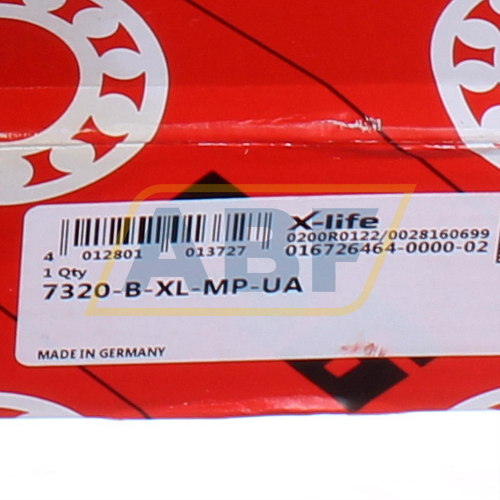 X-life
0200R0122/0028160699
016726464-0000-02
4 012801 013727
1 Qty
7320-B-XL-MP-UA
MADE IN GERMANY
ABF